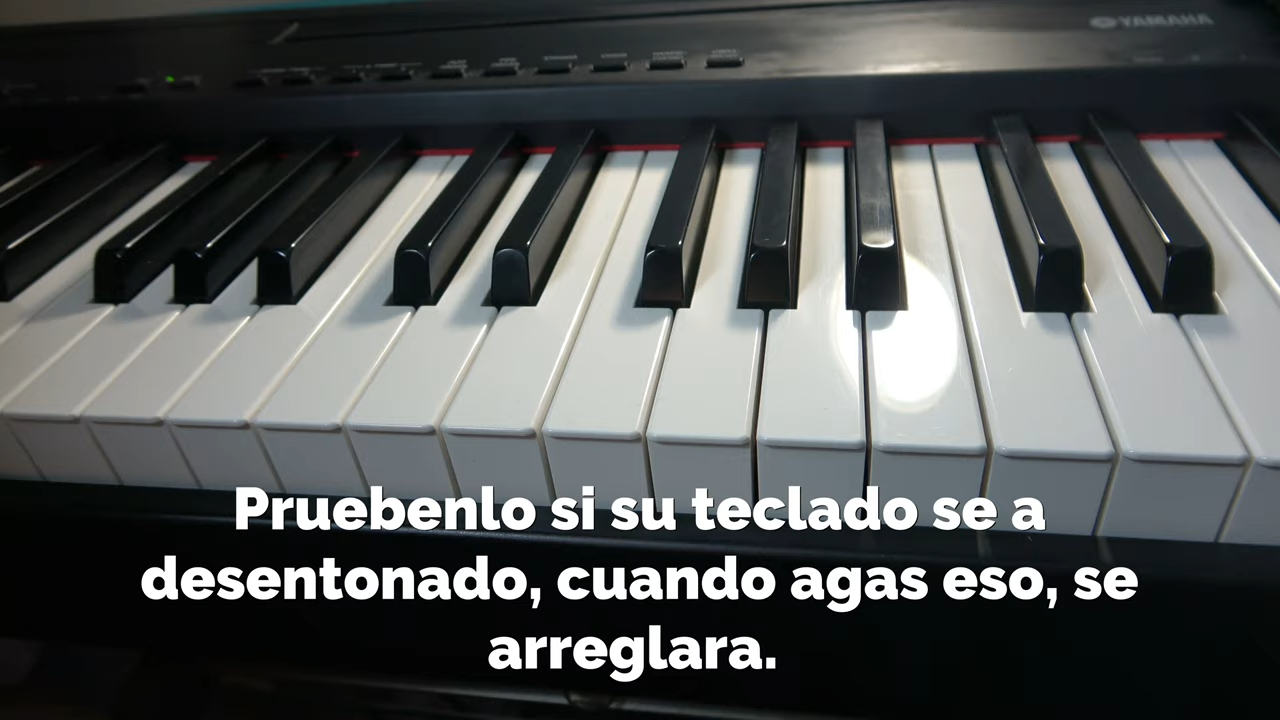 YAMAHA
Pruebenlo si su teclado se a
desentonado, cuando agas eso, se
arreglara.